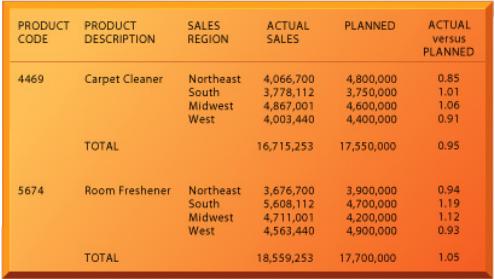 PRODUCT CODE PRODUCT DESCRIPTION SALES REGION ACTUAL SALES PLANNED ACTUAL versus PLANNED
4469 Carpet Cleaner Northeast 4,066,700 4,800,000 0.85
South 3,778,112 3,750,000 1.01
Midwest 4,867,001 4,600,000 1.06
West 4,003,440 4,400,000 0.91
TOTAL 16,715,253 17,550,000 0.95
5674 Room Freshener Northeast 3,676,700 3,900,000 0.94
South 5,608,112 4,700,000 1.19
Midwest 4,711,001 4,200,000 1.12
West 4,563,440 4,900,000 0.93
TOTAL 18,559,253 17,700,000 1.05